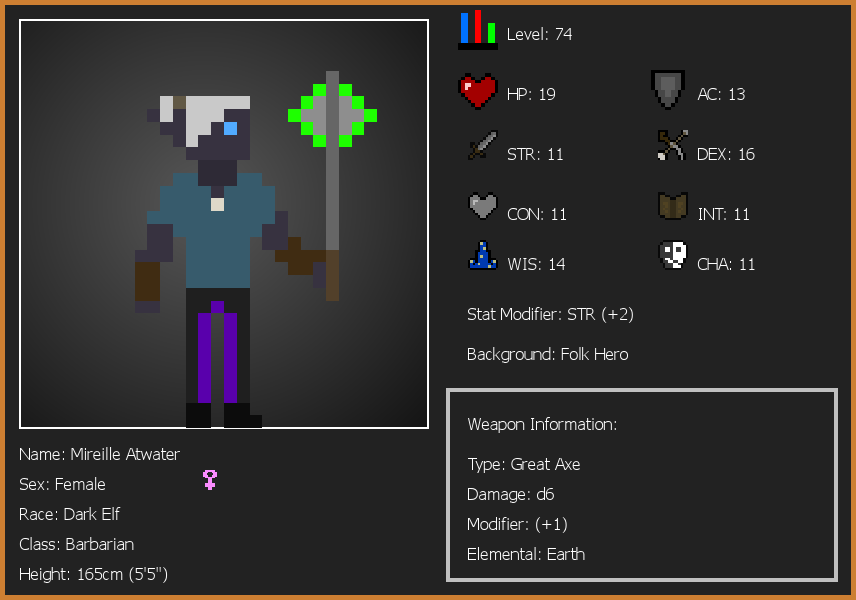 Level: 74
HP: 19
AC: 13
STR: 11
DEX: 16
CON: 11
INT: 11
WIS: 14
CHA: 11
Stat Modifier: STR (+2)
Background: Folk Hero
Weapon Information:
Type: Great Axe
Damage: d6
Modifier: (+1)
Elemental: Earth
Name: Mireille Atwater
Sex: Female
Race: Dark Elf
Class: Barbarian
Height: 165cm (5'5")